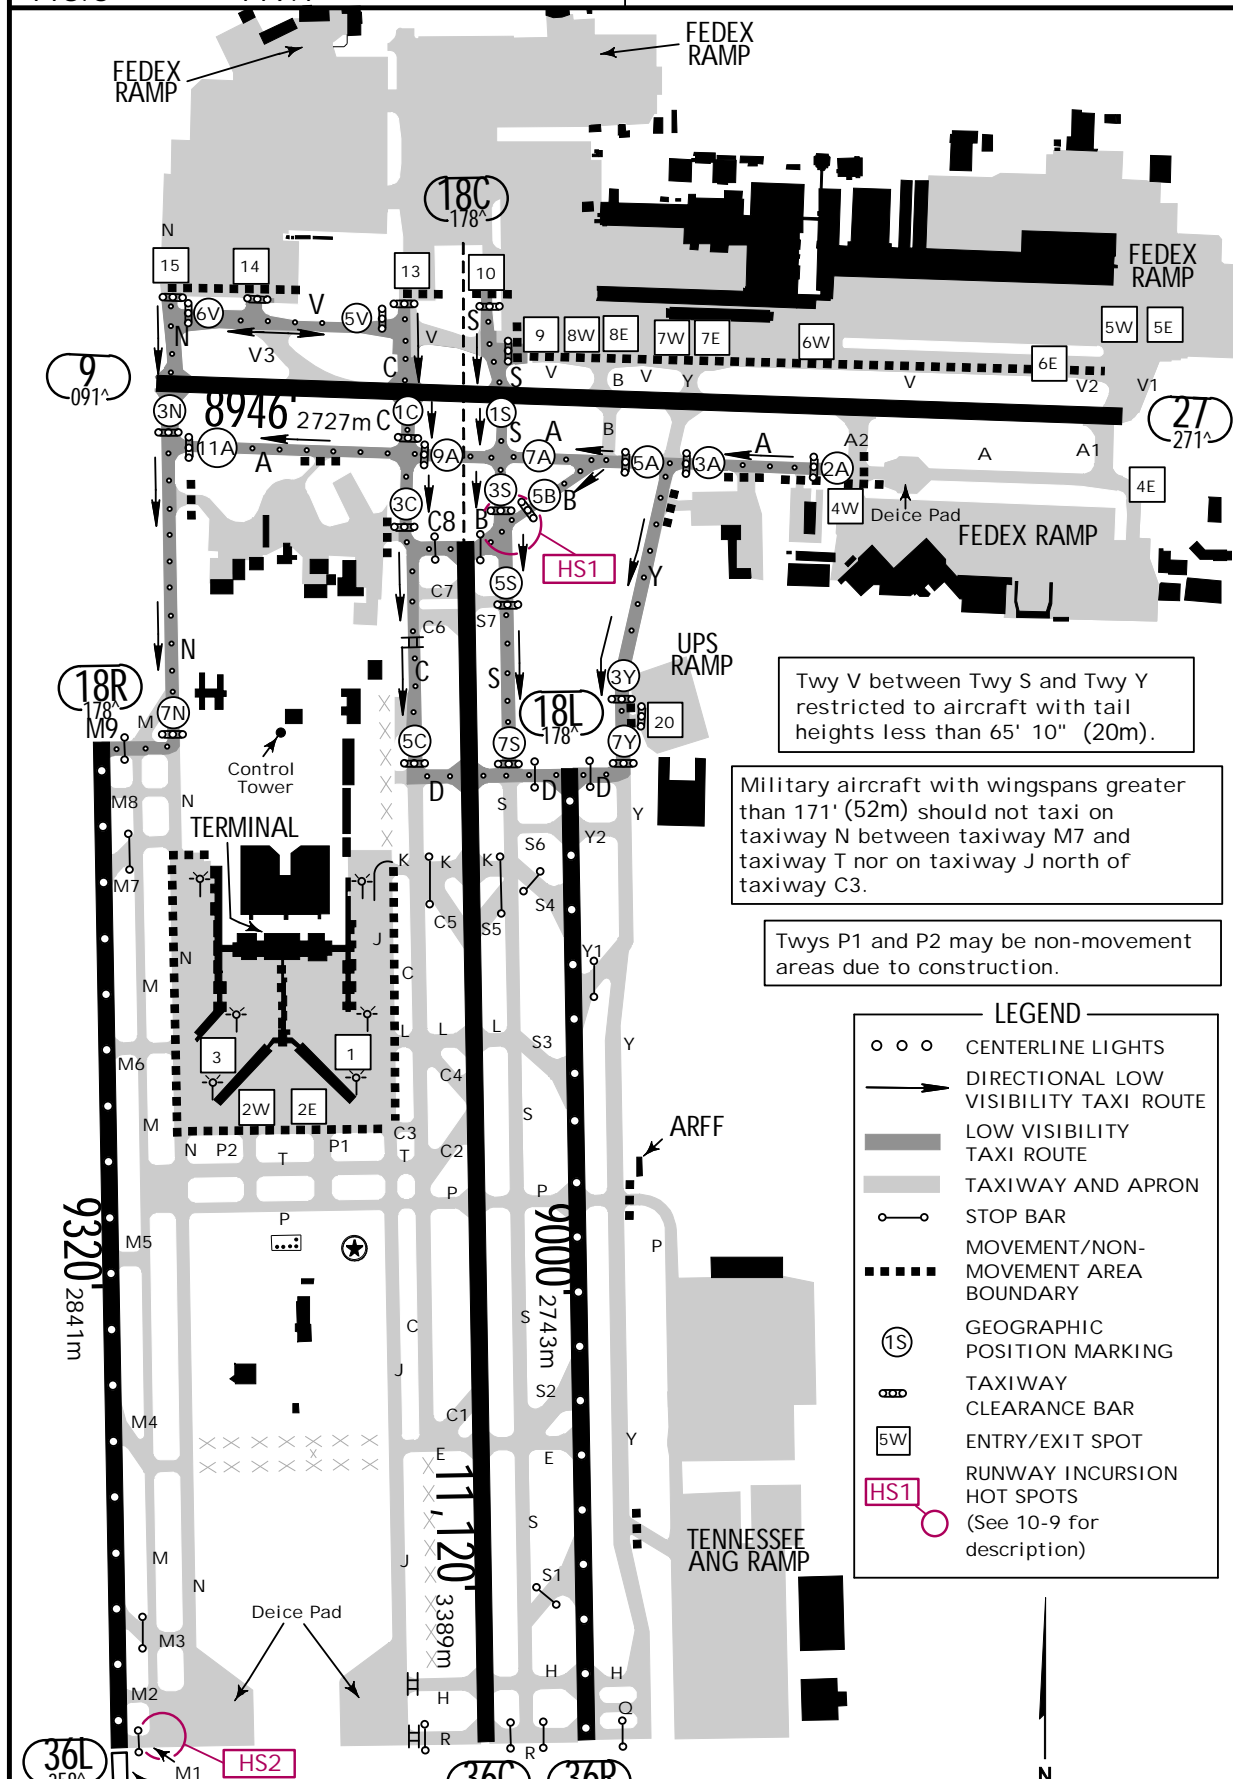 FEDEX
RAMP
FEDEX
RAMP
18C
178^
N
15
14
13
10
FEDEX
RAMP
6V
V
5V
V
S
N
V3
C
9
8W
8E
7W
7E
6W
5W
5E
6E
S
V
B
V
Y
V
V2
V1
9
091^
8946'
2727m
C
1C
1S
3N
11A
A
9A
S
A
7A
B
5A
3A
A
A2
2A
A
A1
27
271^
4E
4W
Deice Pad
FEDEX RAMP
3C
C8
B
3S
5B
B
HS1
C7
5S
C6
S7
Y
N
C
S
UPS
RAMP
3Y
18R
178^
M9
M
7N
18L
178^
20
5C
7S
7Y
Twy V between Twy S and Twy Y
restricted to aircraft with tail
heights less than 65' 10" (20m).
Control
Tower
D
D
D
M8
N
S
Y
TERMINAL
Military aircraft with wingspans greater
than 171' (52m) should not taxi on
taxiway N between taxiway M7 and
taxiway T nor on taxiway J north of
taxiway C3.
S6
Y2
M7
K
K
K
S4
C5
S5
J
Twys P1 and P2 may be non-movement
areas due to construction.
N
Y1
M
C
LEGEND
CENTERLINE LIGHTS
DIRECTIONAL LOW
VISIBILITY TAXI ROUTE
LOW VISIBILITY
TAXI ROUTE
TAXIWAY AND APRON
STOP BAR
MOVEMENT/NON-
MOVEMENT AREA
BOUNDARY
1S
GEOGRAPHIC
POSITION MARKING
TAXIWAY
CLEARANCE BAR
5W
ENTRY/EXIT SPOT
HS1
RUNWAY INCURSION
HOT SPOTS
(See 10-9 for
description)
L
L
L
S3
Y
M6
3
1
C4
2W
2E
S
M
ARFF
N
P2
T
P1
C3
T
C2
P
P
P
P
9320'
2841m
9000'
2743m
M5
C
S
J
S2
M4
C1
Y
E
E
11,120'
3389m
S
M
N
J
S1
TENNESSEE
ANG RAMP
Deice Pad
M3
M2
H
H
H
Q
R
R
HS2
M1
36L
36C
36R
N